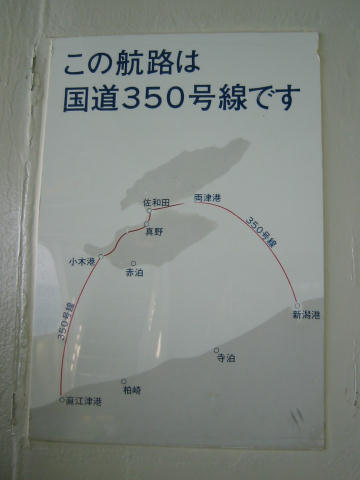 この航路は
国道350号線です
佐和田
両津港
真野
350号線
小木港
赤泊
新潟港
350号線
寺泊
柏崎
直江津港